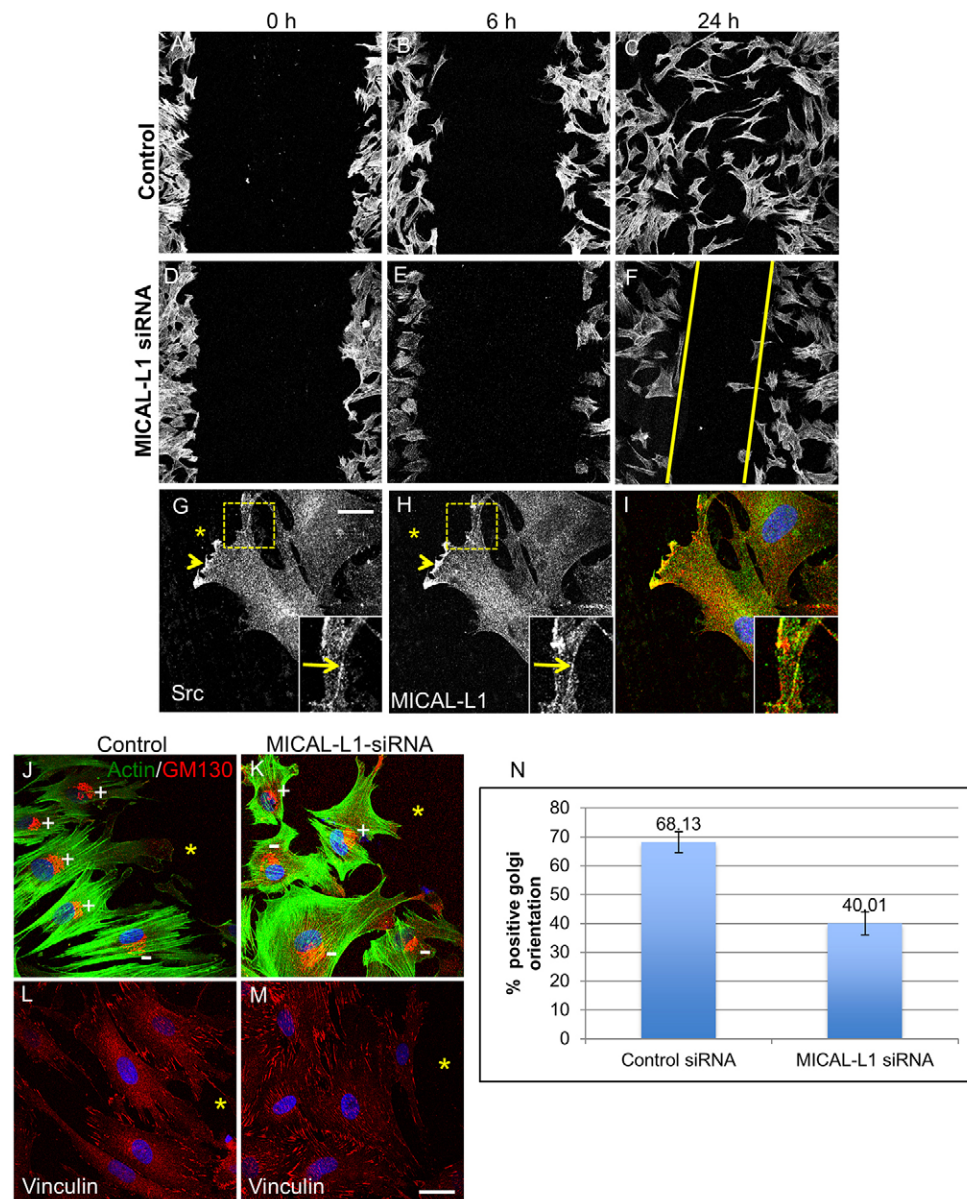 0 h 6 h 24 h
Control
A B C
MICAL-L1 siRNA
D E F
G H I
* *
Src MICAL-L1
Control MICAL-L1-siRNA
J Actin/GM130 K
+ + + + -
+ - + - -
* *
L M
* *
Vinculin Vinculin
N
% positive golgi
orientation
80
70
60
50
40
30
20
10
0
68,13
40,01
Control siRNA MICAL-L1 siRNA